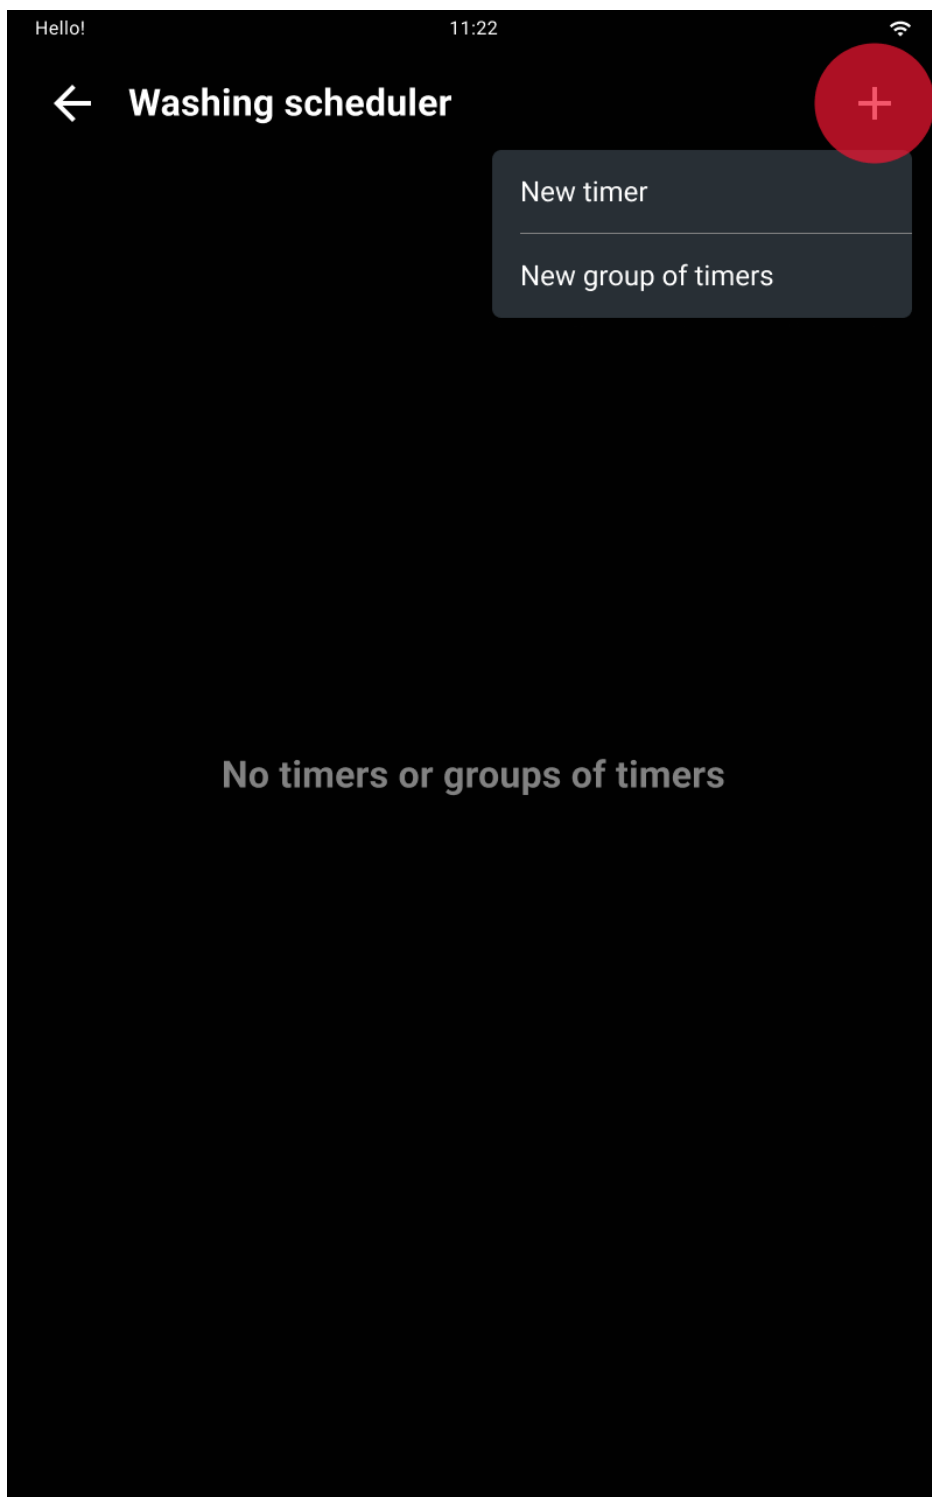 Hello! 11:22
Washing scheduler
New timer
New group of timers
No timers or groups of timers